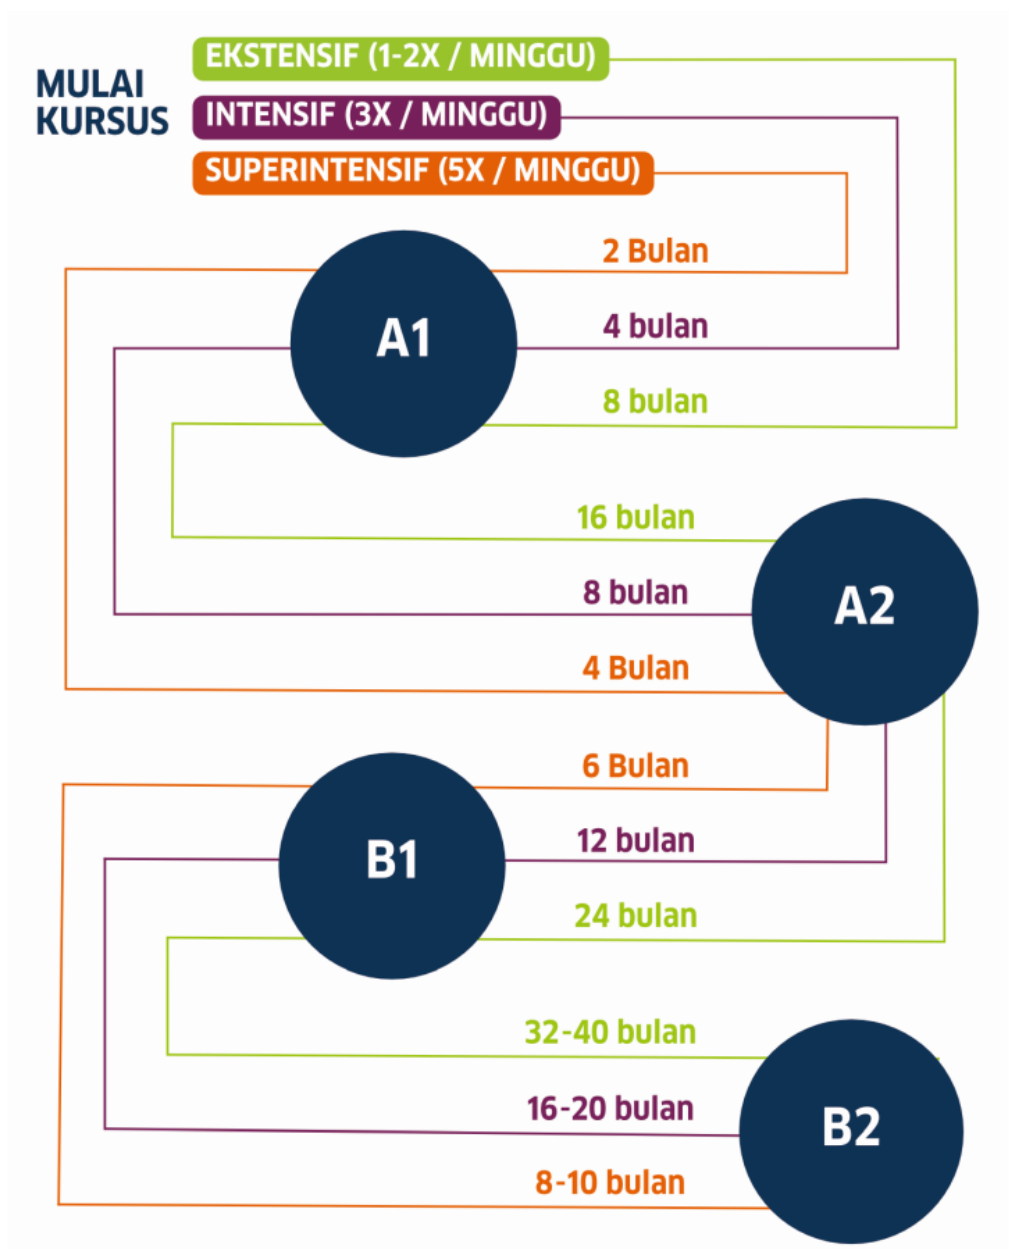 MULAI
KURSUS
EKSTENSIF (1-2X / MINGGU)
INTENSIF (3X / MINGGU)
SUPERINTENSIF (5X / MINGGU)
2 Bulan
A1
4 bulan
8 bulan
16 bulan
8 bulan
A2
4 Bulan
6 Bulan
12 bulan
B1
24 bulan
32-40 bulan
16-20 bulan
B2
8-10 bulan